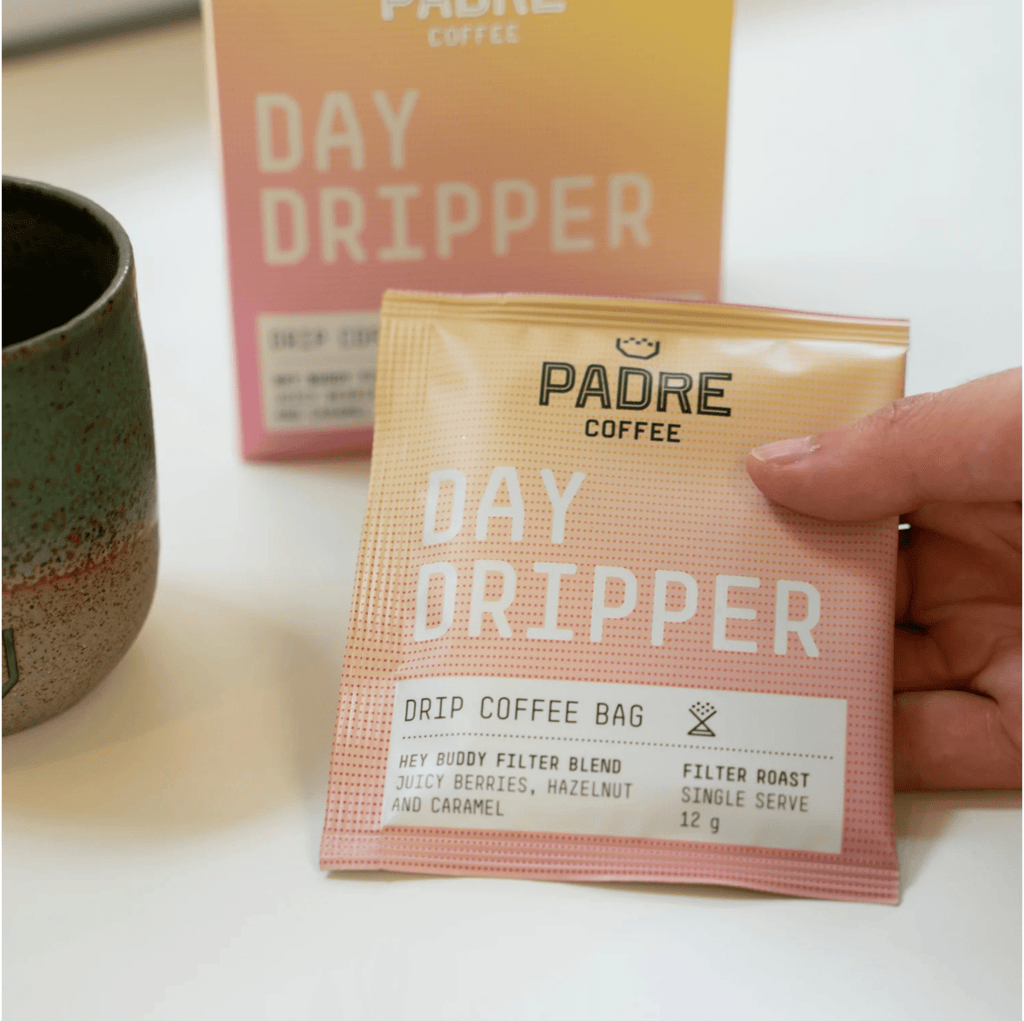 PADRE
COFFEE
DAY
DRIPPER
DRIP
PADRE
COFFEE
DAY
DRIPPER
DRIP COFFEE BAG
HEY BUDDY FILTER BLEND
JUICY BERRIES, HAZELNUT
AND CARAMEL
FILTER ROAST
SINGLE SERVE
12 g